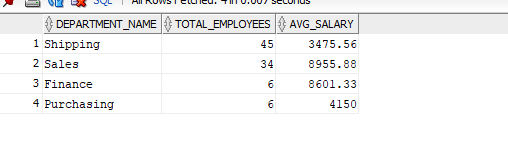 SQL | All Rows Fetched: 4 in 0.007 seconds
DEPARTMENT_NAME TOTAL_EMPLOYEES AVG_SALARY
1 Shipping 45 3475.56
2 Sales 34 8955.88
3 Finance 6 8601.33
4 Purchasing 6 4150